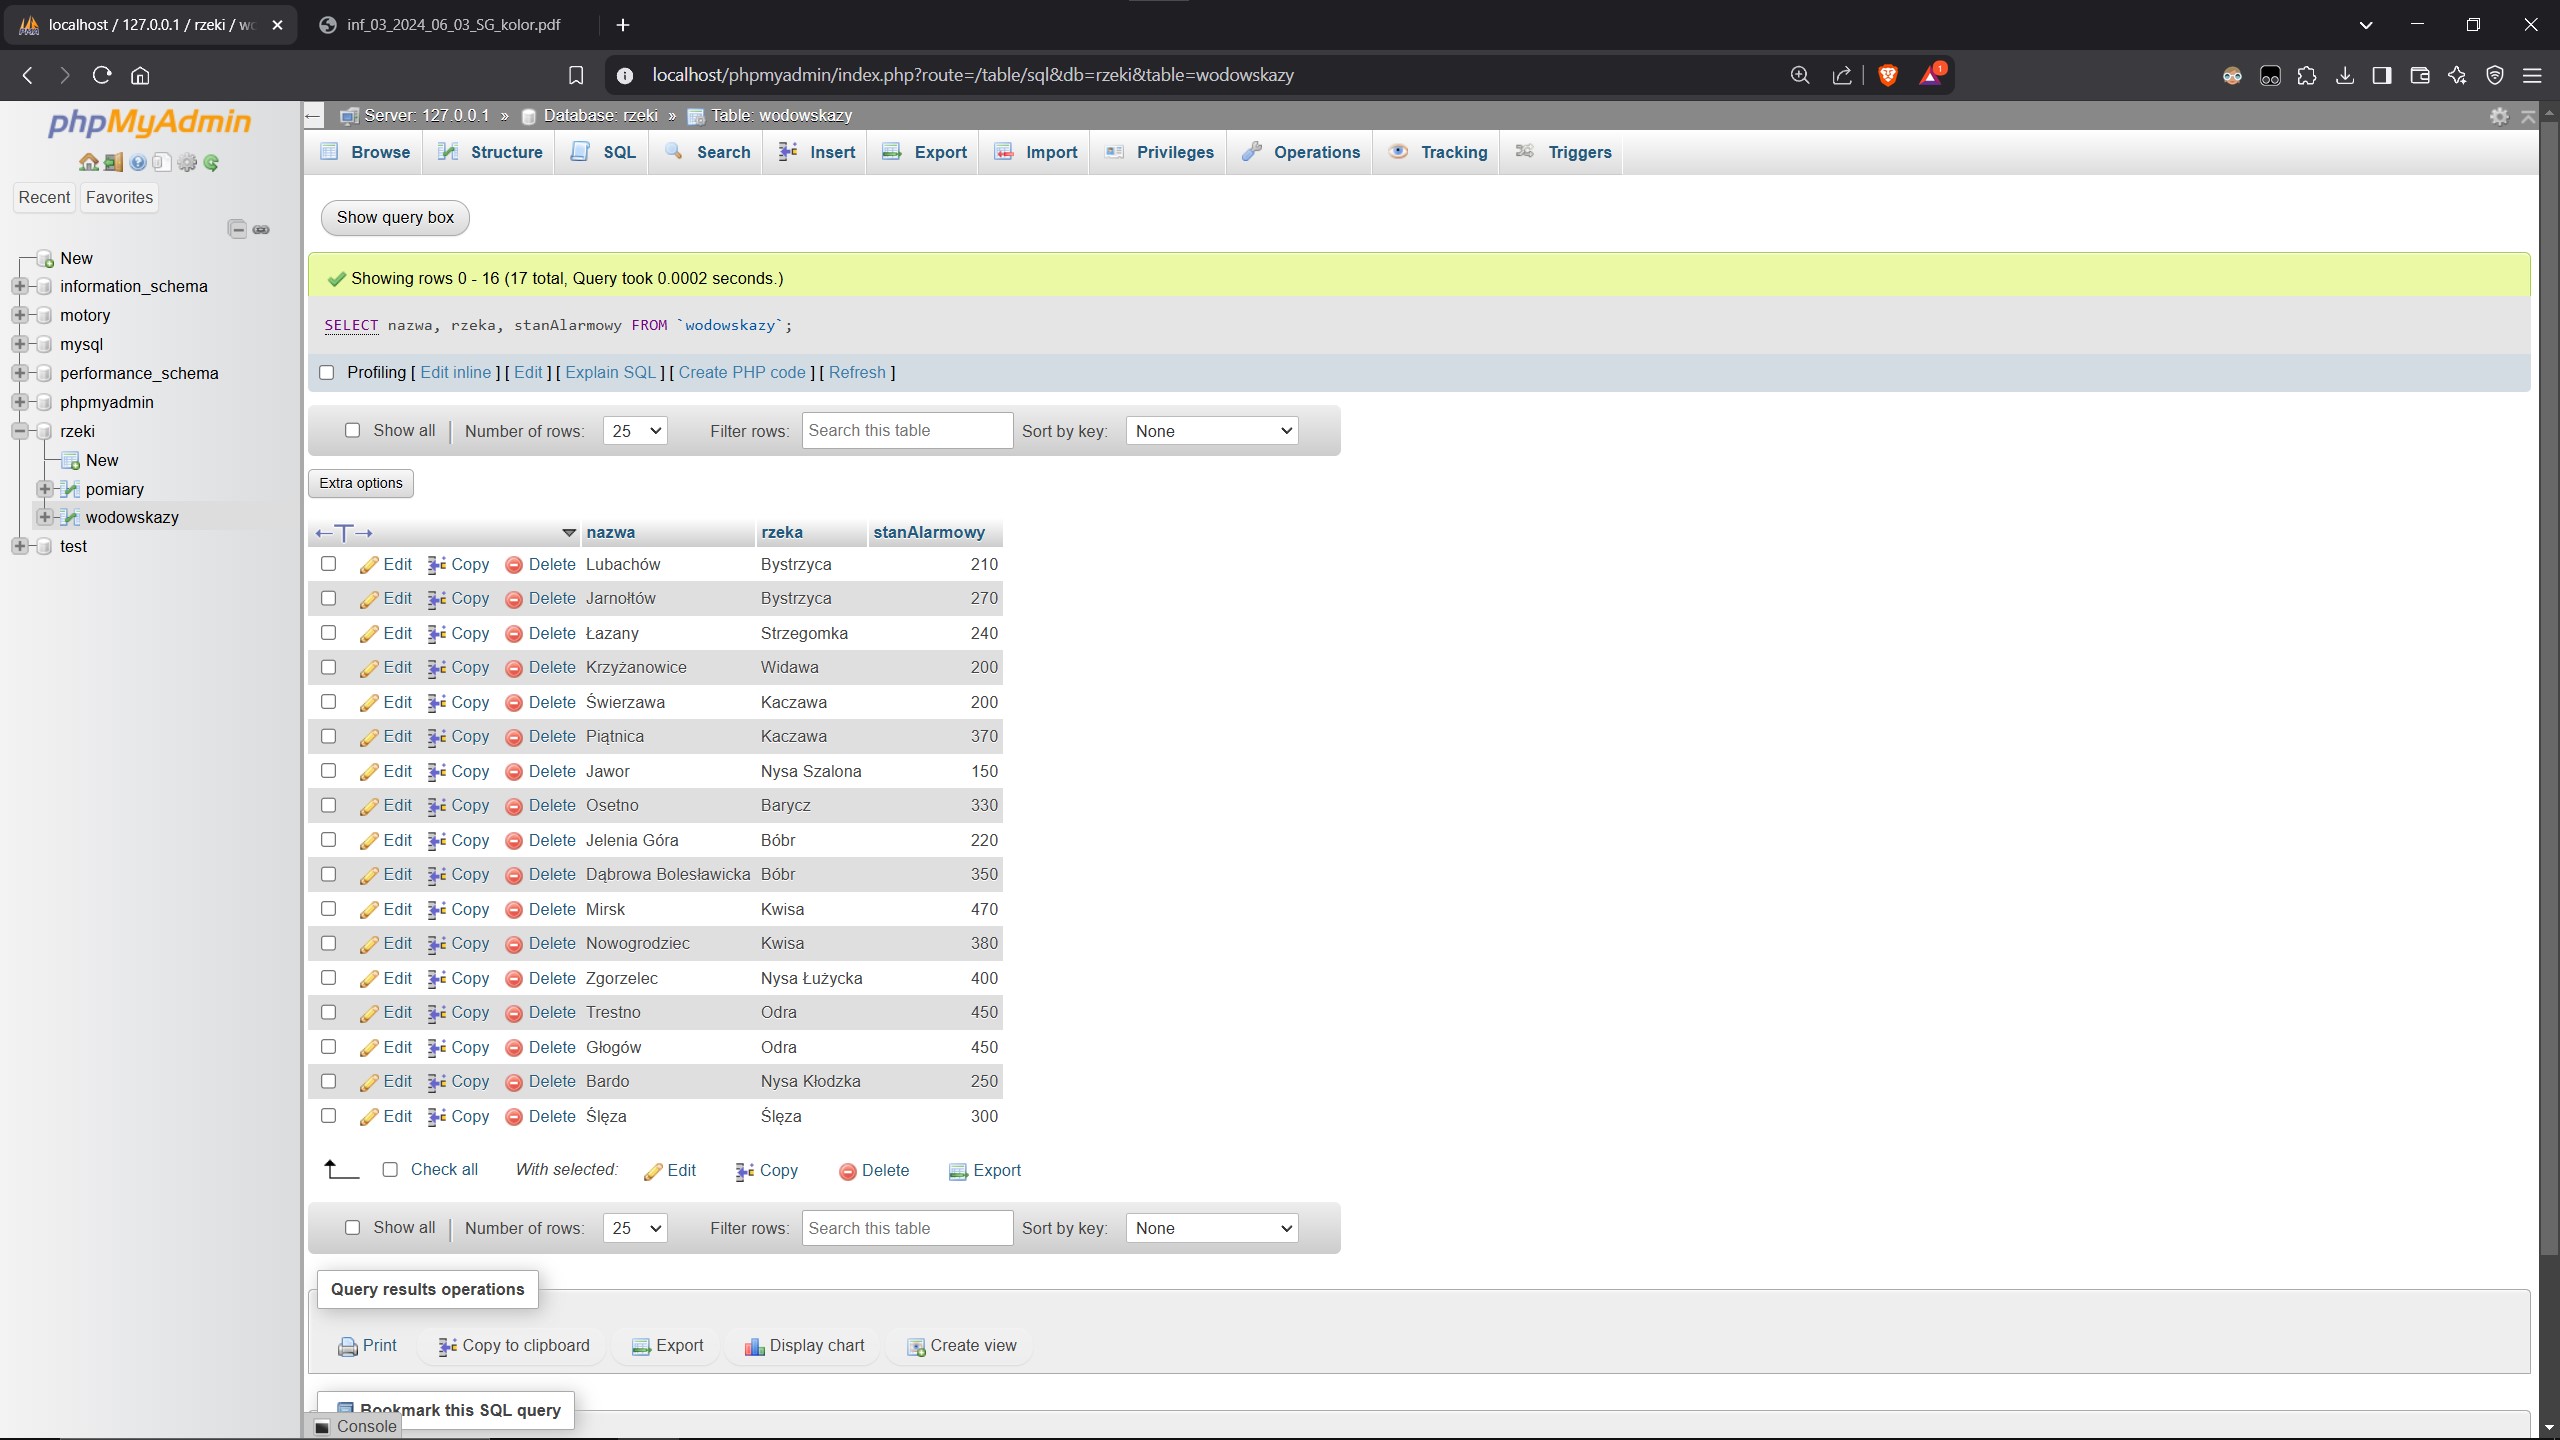 localhost / 127.0.0.1 / rzeki / wo
inf_03_2024_06_03_SG_kolor.pdf
localhost/phpmyadmin/index.php?route=/table/sql&db=rzeki&table=wodowskazy
1
phpMyAdmin
Recent Favorites
New
information_schema
motory
mysql
performance_schema
phpmyadmin
rzeki
New
pomiary
wodowskazy
test
Server: 127.0.0.1 » Database: rzeki » Table: wodowskazy
Browse Structure SQL Search Insert Export Import Privileges Operations Tracking Triggers
Show query box
Showing rows 0 - 16 (17 total, Query took 0.0002 seconds.)
SELECT nazwa, rzeka, stanAlarmowy FROM `wodowskazy`;
Profiling [ Edit inline ] [ Edit ] [ Explain SQL ] [ Create PHP code ] [ Refresh ]
Show all Number of rows: 25 Filter rows: Search this table Sort by key: None
Extra options
nazwa rzeka stanAlarmowy
Edit Copy Delete Lubachów Bystrzyca 210
Edit Copy Delete Jarnołtów Bystrzyca 270
Edit Copy Delete Łazany Strzegomka 240
Edit Copy Delete Krzyżanowice Widawa 200
Edit Copy Delete Świerzawa Kaczawa 200
Edit Copy Delete Piątnica Kaczawa 370
Edit Copy Delete Jawor Nysa Szalona 150
Edit Copy Delete Osetno Barycz 330
Edit Copy Delete Jelenia Góra Bóbr 220
Edit Copy Delete Dąbrowa Bolesławicka Bóbr 350
Edit Copy Delete Mirsk Kwisa 470
Edit Copy Delete Nowogrodziec Kwisa 380
Edit Copy Delete Zgorzelec Nysa Łużycka 400
Edit Copy Delete Trestno Odra 450
Edit Copy Delete Głogów Odra 450
Edit Copy Delete Bardo Nysa Kłodzka 250
Edit Copy Delete Ślęza Ślęza 300
Check all With selected: Edit Copy Delete Export
Show all Number of rows: 25 Filter rows: Search this table Sort by key: None
Query results operations
Print Copy to clipboard Export Display chart Create view
Bookmark this SQL query
Console